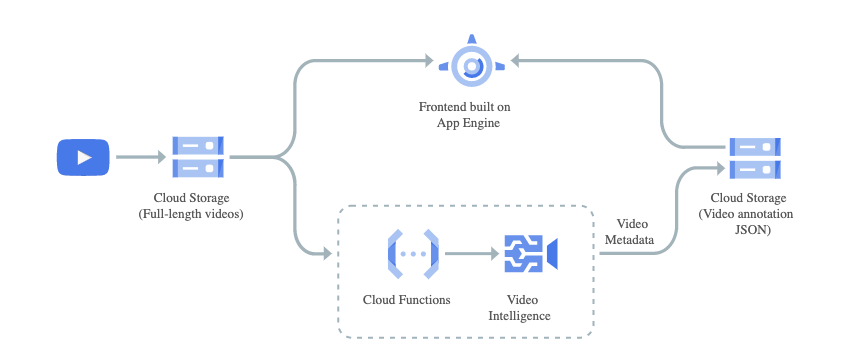 Frontend built on
App Engine
Cloud Storage
(Full-length videos)
Cloud Storage
(Video annotation
JSON)
Video
Metadata
Cloud Functions
Video
Intelligence